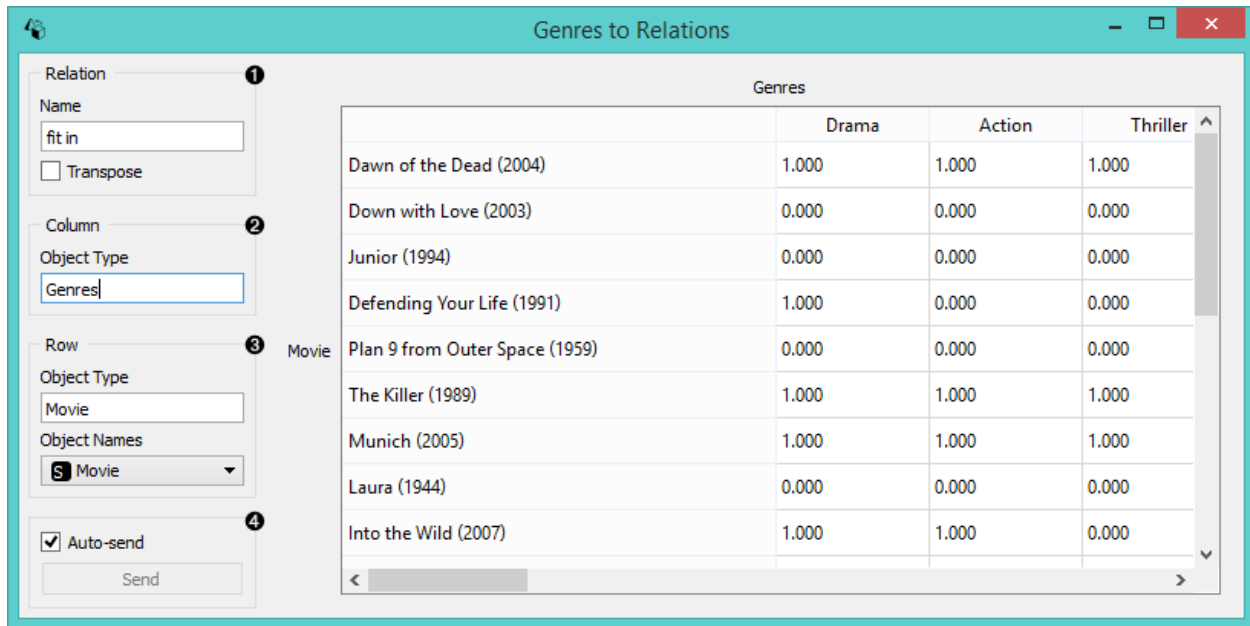 Genres to Relations
Relation ❶
Name
fit in
Transpose
Column ❷
Object Type
Genres
Row ❸
Object Type
Movie
Object Names
S Movie
❹
Auto-send
Send
Genres
Movie
Drama Action Thriller
Dawn of the Dead (2004) 1.000 1.000 1.000
Down with Love (2003) 0.000 0.000 0.000
Junior (1994) 0.000 0.000 0.000
Defending Your Life (1991) 1.000 0.000 0.000
Plan 9 from Outer Space (1959) 0.000 0.000 0.000
The Killer (1989) 1.000 1.000 1.000
Munich (2005) 1.000 1.000 1.000
Laura (1944) 0.000 0.000 0.000
Into the Wild (2007) 1.000 1.000 0.000